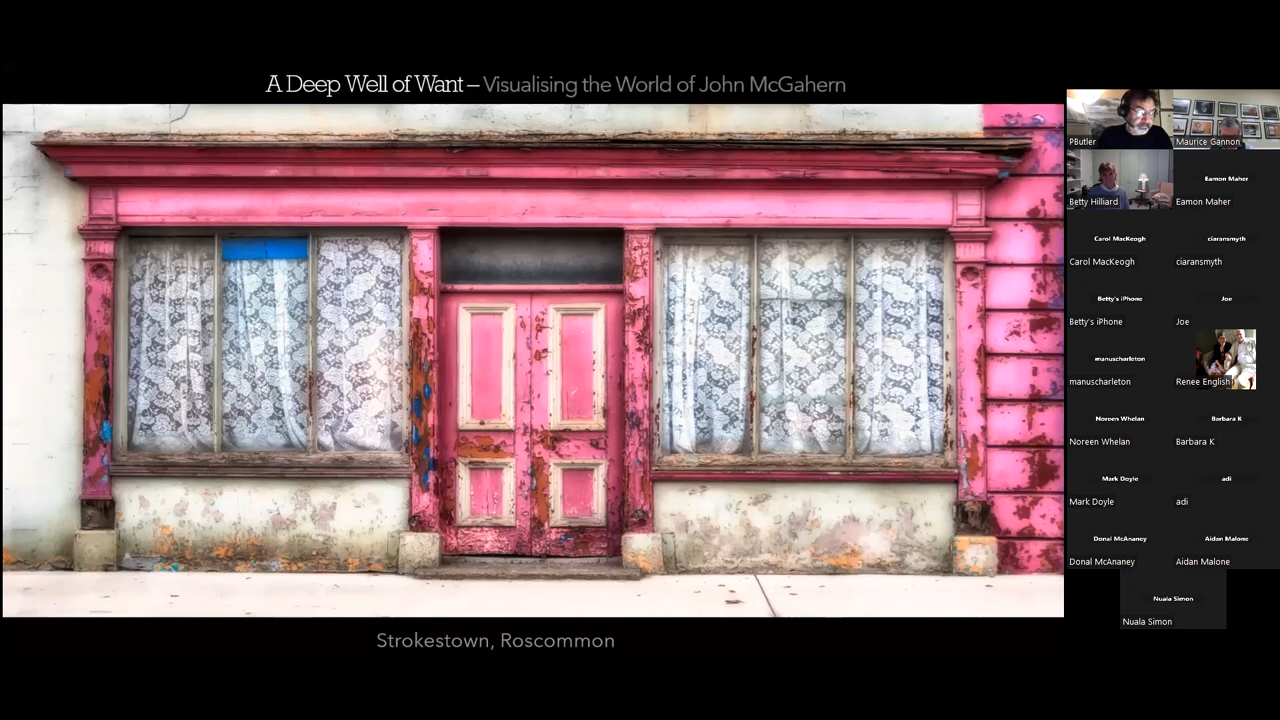 A Deep Well of Want – Visualising the World of John McGahern
PButler
Maurice Gannon
Betty Hilliard
Eamon Maher
Eamon Maher
Carol MacKeogh
ciaransmyth
Carol MacKeogh
ciaransmyth
Betty's iPhone
Joe
Betty's iPhone
Joe
manuscharleton
manuscharleton
Renee English
Noreen Whelan
Barbara K
Noreen Whelan
Barbara K
Mark Doyle
adi
Mark Doyle
adi
Donal McAnaney
Aidan Malone
Donal McAnaney
Aidan Malone
Nuala Simon
Nuala Simon
Strokestown, Roscommon